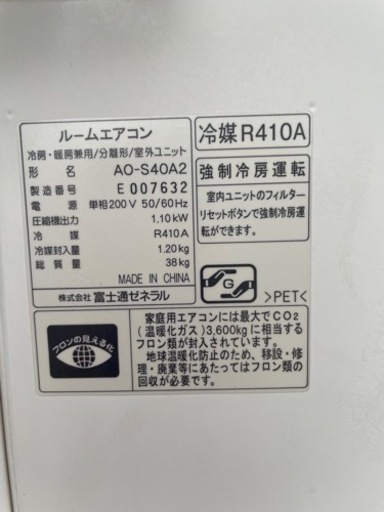 ルームエアコン
冷房・暖房兼用/分離形/室外ユニット
形名 AO-S40A2
製造番号 E 007632
電源 単相200V 50/60Hz
圧縮機出力 1.10kW
冷媒 R410A
冷媒封入量 1.20kg
総質量 38kg
MADE IN CHINA
株式会社 富士通ゼネラル
冷媒R410A
強制冷房運転
室内ユニットのフィルター
リセットボタンで強制冷房運
転ができます。
G
>PET<
フロンの見える化
家庭用エアコンには最大でCO2
(温暖化ガス)3,600kgに相当する
フロン類が封入されています。
地球温暖化防止のため、移設・修
理・廃棄等にあたってはフロン類の
回収が必要です。